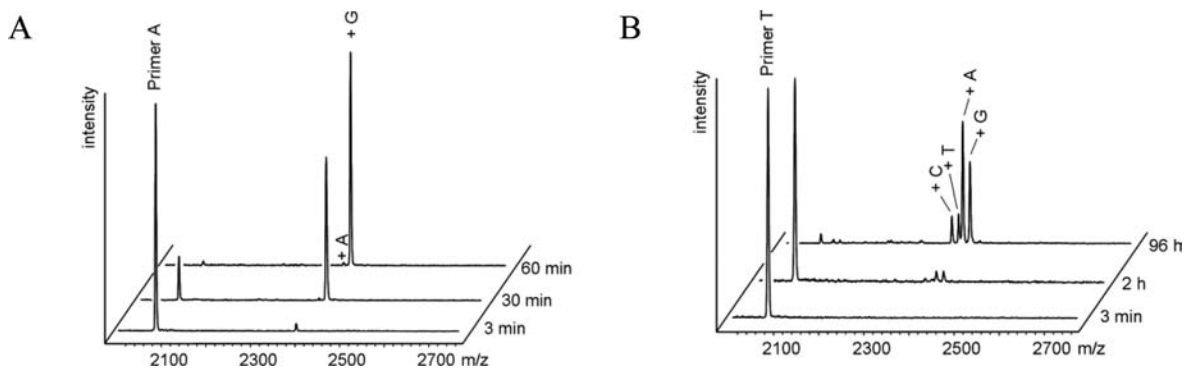 A
intensity
Primer A
+ A
+ G
60 min
30 min
3 min
2100 2300 2500 2700 m/z
B
intensity
Primer T
+ C
+ T
+ A
+ G
96 h
2 h
3 min
2100 2300 2500 2700 m/z